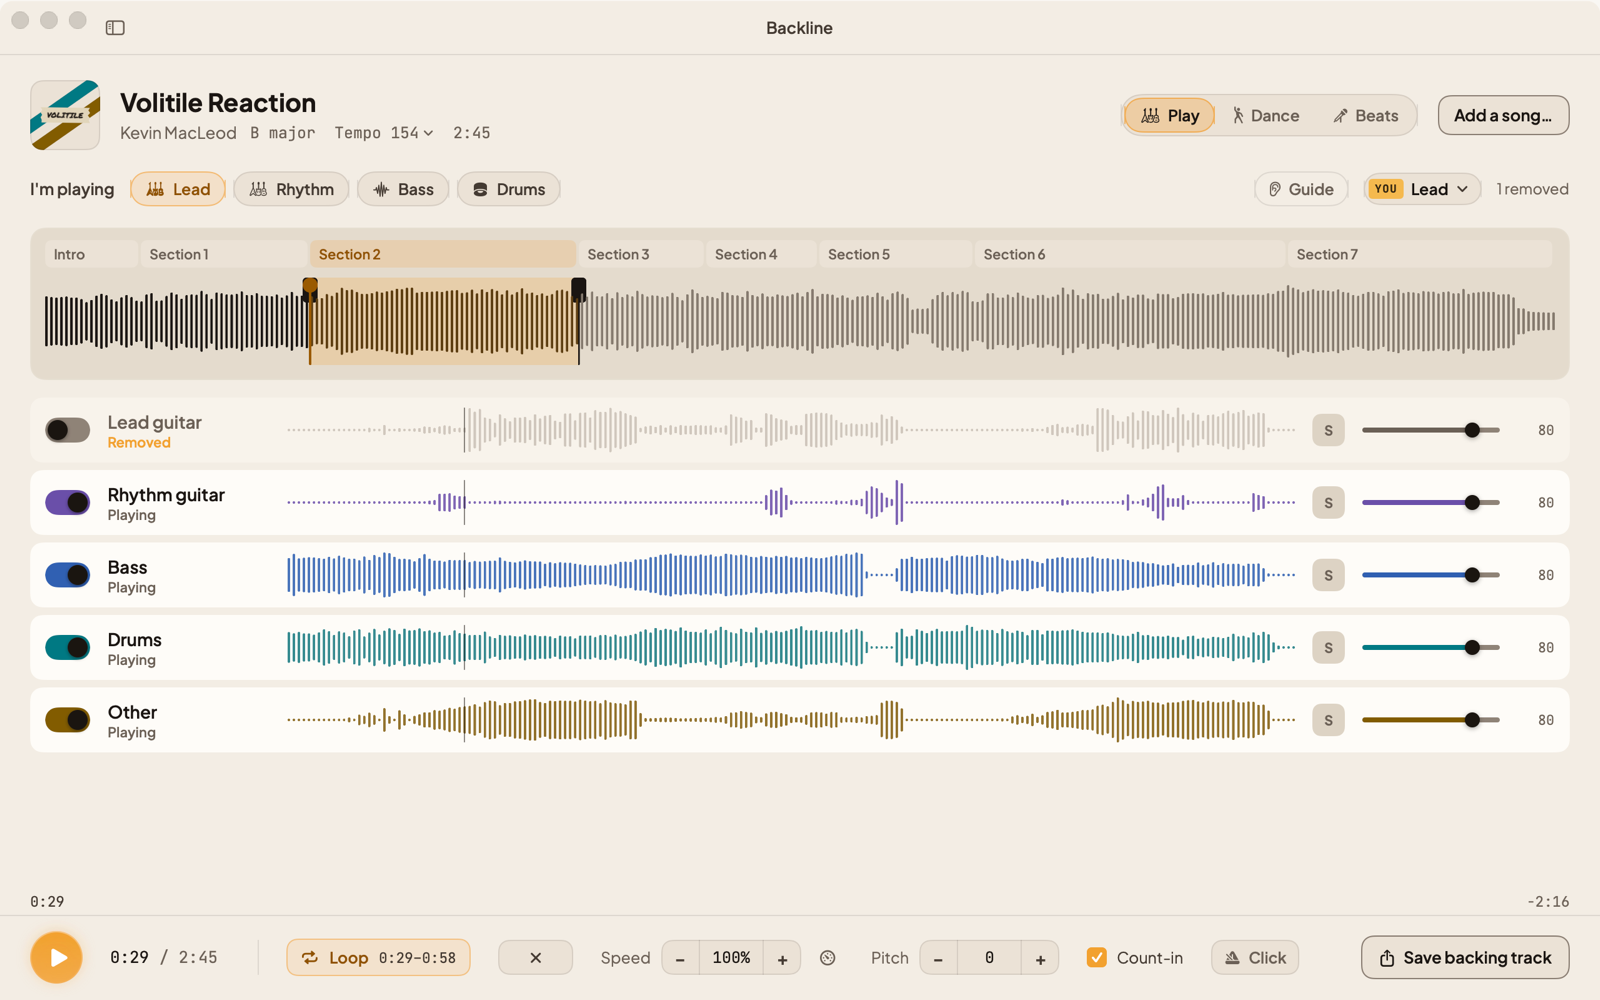 Backline
VOLITILE
Volitile Reaction
Kevin MacLeod B major Tempo 154 2:45
Play Dance Beats Add a song...
I'm playing Lead Rhythm Bass Drums Guide YOU Lead 1 removed
Intro Section 1 Section 2 Section 3 Section 4 Section 5 Section 6 Section 7
Lead guitar
Removed
S 80
Rhythm guitar
Playing
S 80
Bass
Playing
S 80
Drums
Playing
S 80
Other
Playing
S 80
0:29 -2:16
0:29 / 2:45 Loop 0:29–0:58 Speed − 100% + Pitch − 0 + Count-in Click Save backing track